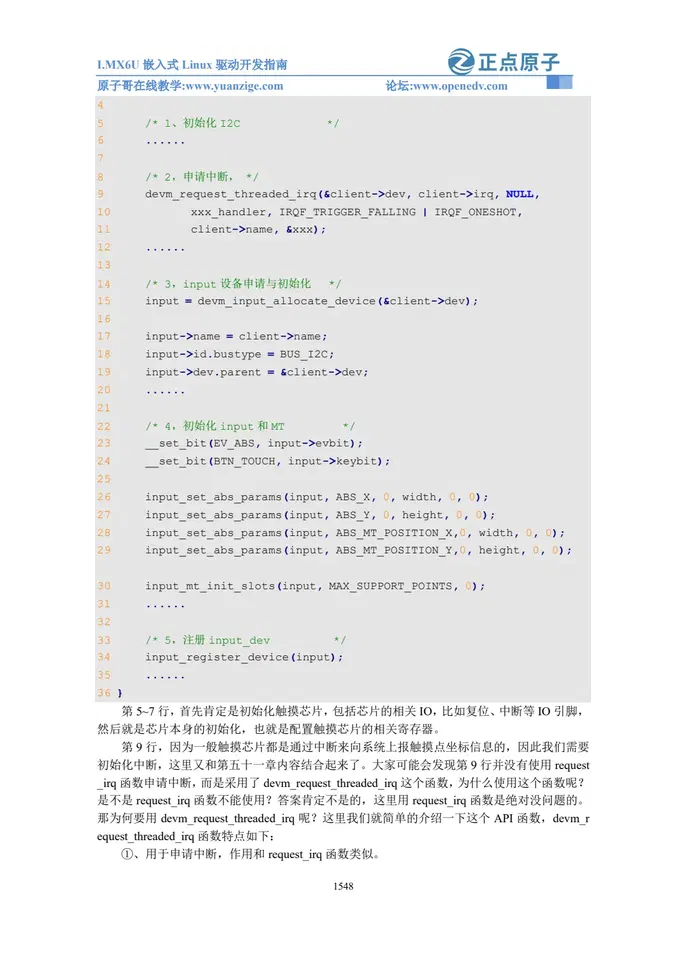 I.MX6U 嵌入式 Linux 驱动开发指南
正点原子
原子哥在线教学:www.yuanzige.com 论坛:www.openedv.com
4
5 /* 1、初始化 I2C */
6 ......
7
8 /* 2，申请中断， */
9 devm_request_threaded_irq(&client->dev, client->irq, NULL,
10 xxx_handler, IRQF_TRIGGER_FALLING | IRQF_ONESHOT,
11 client->name, &xxx);
12 ......
13
14 /* 3，input 设备申请与初始化 */
15 input = devm_input_allocate_device(&client->dev);
16
17 input->name = client->name;
18 input->id.bustype = BUS_I2C;
19 input->dev.parent = &client->dev;
20 ......
21
22 /* 4，初始化 input 和 MT */
23 __set_bit(EV_ABS, input->evbit);
24 __set_bit(BTN_TOUCH, input->keybit);
25
26 input_set_abs_params(input, ABS_X, 0, width, 0, 0);
27 input_set_abs_params(input, ABS_Y, 0, height, 0, 0);
28 input_set_abs_params(input, ABS_MT_POSITION_X,0, width, 0, 0);
29 input_set_abs_params(input, ABS_MT_POSITION_Y,0, height, 0, 0);
30 input_mt_init_slots(input, MAX_SUPPORT_POINTS, 0);
31 ......
32
33 /* 5，注册 input_dev */
34 input_register_device(input);
35 ......
36 }
第 5~7 行，首先肯定是初始化触摸芯片，包括芯片的相关 IO，比如复位、中断等 IO 引脚，
然后就是芯片本身的初始化，也就是配置触摸芯片的相关寄存器。
第 9 行，因为一般触摸芯片都是通过中断来向系统上报触摸点坐标信息的，因此我们需要
初始化中断，这里又和第五十一章内容结合起来了。大家可能会发现第 9 行并没有使用 request
_irq 函数申请中断，而是采用了 devm_request_threaded_irq 这个函数，为什么使用这个函数呢？
是不是 request_irq 函数不能使用？答案肯定不是的，这里用 request_irq 函数是绝对没问题的。
那为何要用 devm_request_threaded_irq 呢？这里我们就简单的介绍一下这个 API 函数，devm_r
equest_threaded_irq 函数特点如下：
①、用于申请中断，作用和 request_irq 函数类似。
1548